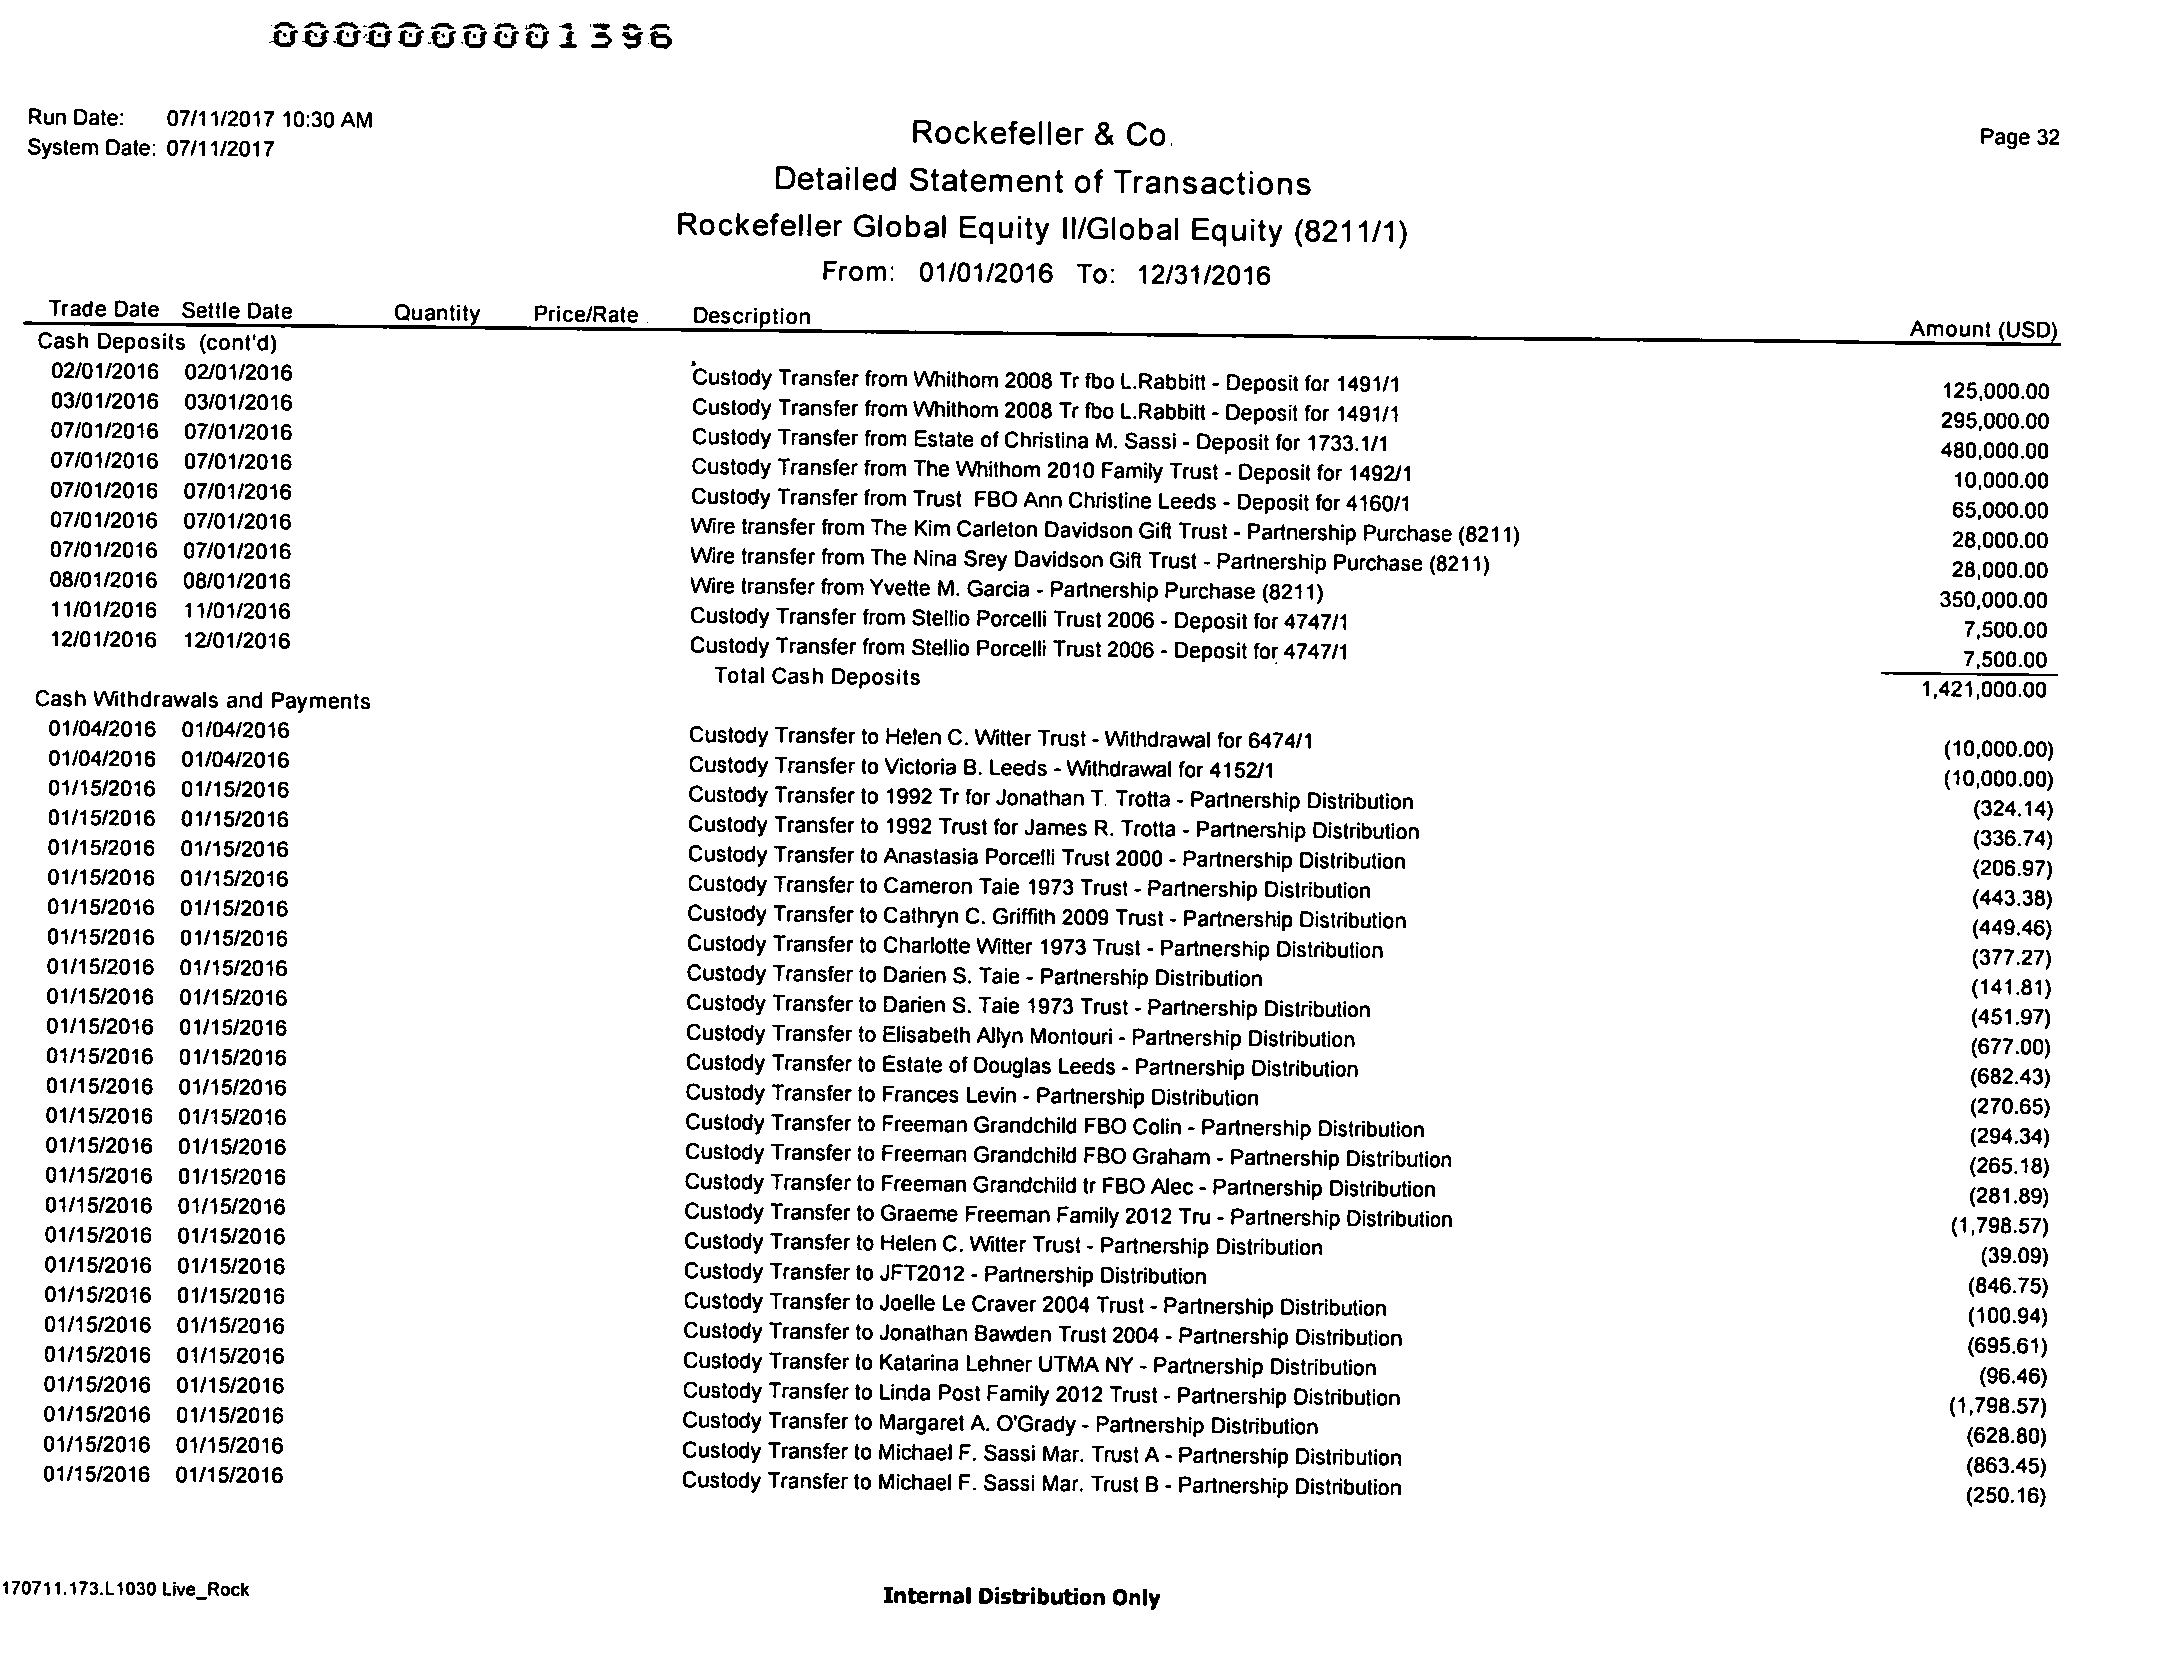 0000000001396
Run Date: 07/11/2017 10:30 AM
System Date: 07/11/2017
Rockefeller & Co.
Page 32
Detailed Statement of Transactions
Rockefeller Global Equity II/Global Equity (8211/1)
From: 01/01/2016 To: 12/31/2016
Trade Date Settle Date Quantity Price/Rate Description Amount (USD)
Cash Deposits (cont'd)
02/01/2016 02/01/2016 Custody Transfer from Whithom 2008 Tr fbo L.Rabbitt - Deposit for 1491/1 125,000.00
03/01/2016 03/01/2016 Custody Transfer from Whithom 2008 Tr fbo L.Rabbitt - Deposit for 1491/1 295,000.00
07/01/2016 07/01/2016 Custody Transfer from Estate of Christina M. Sassi - Deposit for 1733.1/1 480,000.00
07/01/2016 07/01/2016 Custody Transfer from The Whithom 2010 Family Trust - Deposit for 1492/1 10,000.00
07/01/2016 07/01/2016 Custody Transfer from Trust FBO Ann Christine Leeds - Deposit for 4160/1 65,000.00
07/01/2016 07/01/2016 Wire transfer from The Kim Carleton Davidson Gift Trust - Partnership Purchase (8211) 28,000.00
07/01/2016 07/01/2016 Wire transfer from The Nina Srey Davidson Gift Trust - Partnership Purchase (8211) 28,000.00
08/01/2016 08/01/2016 Wire transfer from Yvette M. Garcia - Partnership Purchase (8211) 350,000.00
11/01/2016 11/01/2016 Custody Transfer from Stellio Porcelli Trust 2006 - Deposit for 4747/1 7,500.00
12/01/2016 12/01/2016 Custody Transfer from Stellio Porcelli Trust 2006 - Deposit for 4747/1 7,500.00
Total Cash Deposits 1,421,000.00
Cash Withdrawals and Payments
01/04/2016 01/04/2016 Custody Transfer to Helen C. Witter Trust - Withdrawal for 6474/1 (10,000.00)
01/04/2016 01/04/2016 Custody Transfer to Victoria B. Leeds - Withdrawal for 4152/1 (10,000.00)
01/15/2016 01/15/2016 Custody Transfer to 1992 Tr for Jonathan T. Trotta - Partnership Distribution (324.14)
01/15/2016 01/15/2016 Custody Transfer to 1992 Trust for James R. Trotta - Partnership Distribution (336.74)
01/15/2016 01/15/2016 Custody Transfer to Anastasia Porcelli Trust 2000 - Partnership Distribution (206.97)
01/15/2016 01/15/2016 Custody Transfer to Cameron Taie 1973 Trust - Partnership Distribution (443.38)
01/15/2016 01/15/2016 Custody Transfer to Cathryn C. Griffith 2009 Trust - Partnership Distribution (449.46)
01/15/2016 01/15/2016 Custody Transfer to Charlotte Witter 1973 Trust - Partnership Distribution (377.27)
01/15/2016 01/15/2016 Custody Transfer to Darien S. Taie - Partnership Distribution (141.81)
01/15/2016 01/15/2016 Custody Transfer to Darien S. Taie 1973 Trust - Partnership Distribution (451.97)
01/15/2016 01/15/2016 Custody Transfer to Elisabeth Allyn Montouri - Partnership Distribution (677.00)
01/15/2016 01/15/2016 Custody Transfer to Estate of Douglas Leeds - Partnership Distribution (682.43)
01/15/2016 01/15/2016 Custody Transfer to Frances Levin - Partnership Distribution (270.65)
01/15/2016 01/15/2016 Custody Transfer to Freeman Grandchild FBO Colin - Partnership Distribution (294.34)
01/15/2016 01/15/2016 Custody Transfer to Freeman Grandchild FBO Graham - Partnership Distribution (265.18)
01/15/2016 01/15/2016 Custody Transfer to Freeman Grandchild tr FBO Alec - Partnership Distribution (281.89)
01/15/2016 01/15/2016 Custody Transfer to Graeme Freeman Family 2012 Tru - Partnership Distribution (1,798.57)
01/15/2016 01/15/2016 Custody Transfer to Helen C. Witter Trust - Partnership Distribution (39.09)
01/15/2016 01/15/2016 Custody Transfer to JFT2012 - Partnership Distribution (846.75)
01/15/2016 01/15/2016 Custody Transfer to Joelle Le Craver 2004 Trust - Partnership Distribution (100.94)
01/15/2016 01/15/2016 Custody Transfer to Jonathan Bawden Trust 2004 - Partnership Distribution (695.61)
01/15/2016 01/15/2016 Custody Transfer to Katarina Lehner UTMA NY - Partnership Distribution (96.46)
01/15/2016 01/15/2016 Custody Transfer to Linda Post Family 2012 Trust - Partnership Distribution (1,798.57)
01/15/2016 01/15/2016 Custody Transfer to Margaret A. O'Grady - Partnership Distribution (628.80)
01/15/2016 01/15/2016 Custody Transfer to Michael F. Sassi Mar. Trust A - Partnership Distribution (863.45)
01/15/2016 01/15/2016 Custody Transfer to Michael F. Sassi Mar. Trust B - Partnership Distribution (250.16)
170711.173.L1030 Live_Rock
Internal Distribution Only